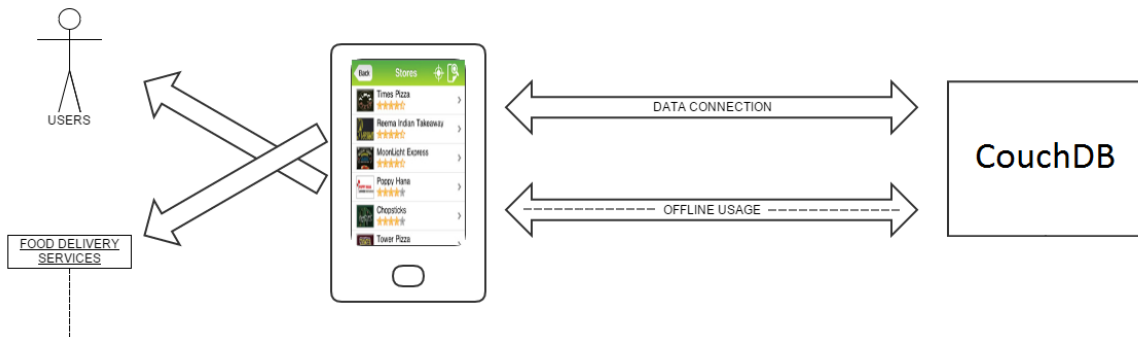 USERS
FOOD DELIVERY
SERVICES
Back
Stores
Times Pizza
Reema Indian Takeaway
MoonLight Express
Poppy Hana
Chopsticks
Tower Pizza
DATA CONNECTION
OFFLINE USAGE
CouchDB